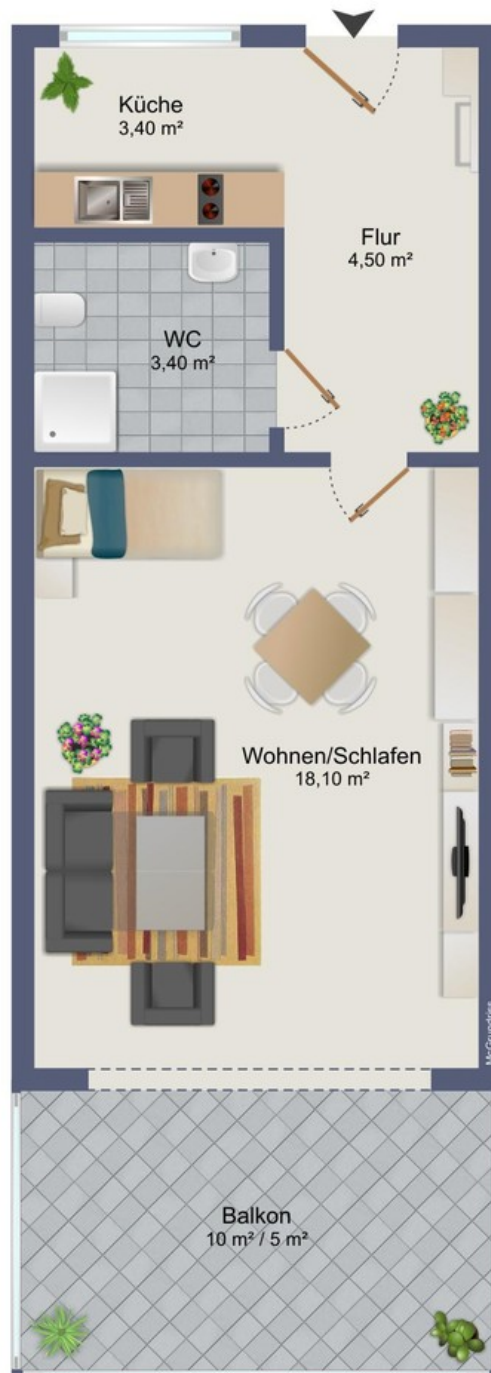 Küche
3,40 m²
Flur
4,50 m²
WC
3,40 m²
Wohnen/Schlafen
18,10 m²
McGrundriss
Balkon
10 m² / 5 m²